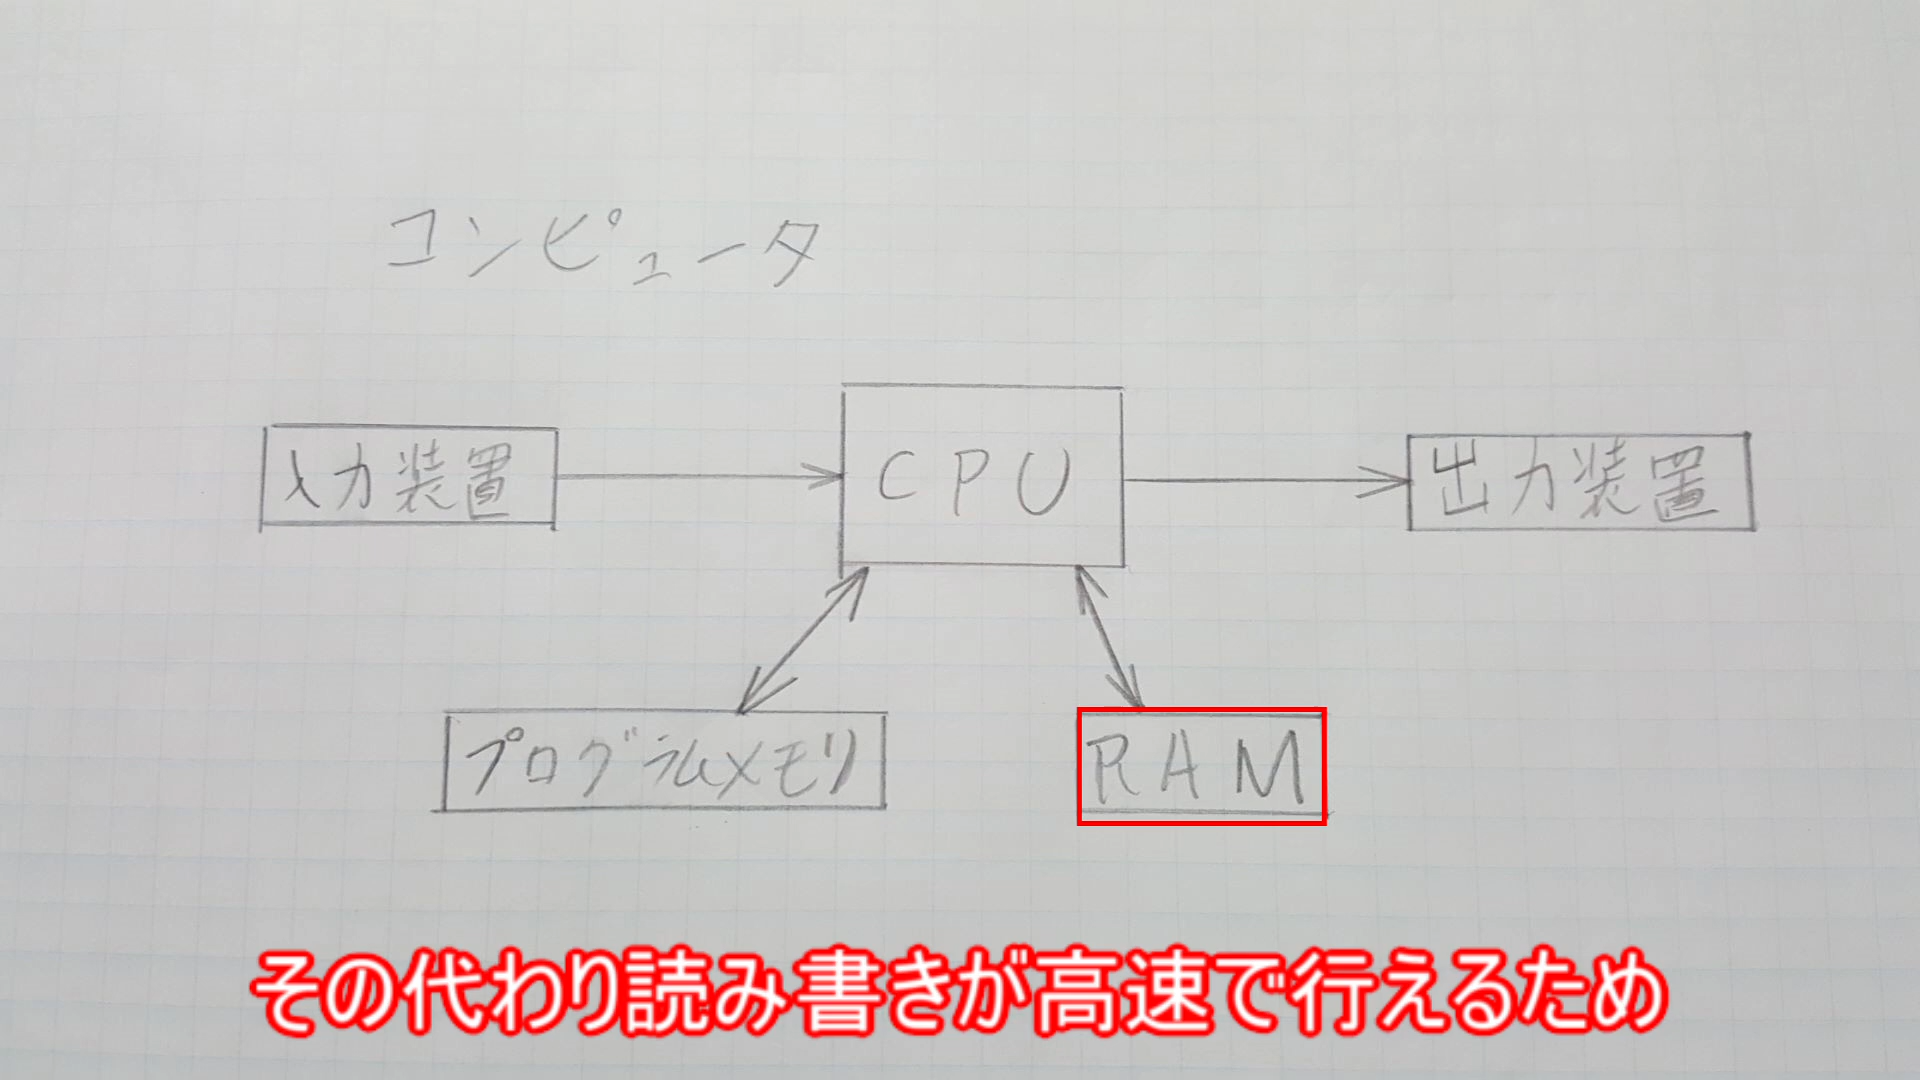 コンピュータ
入力装置
CPU
出力装置
プログラムメモリ
RAM
その代わり読み書きが高速で行えるため